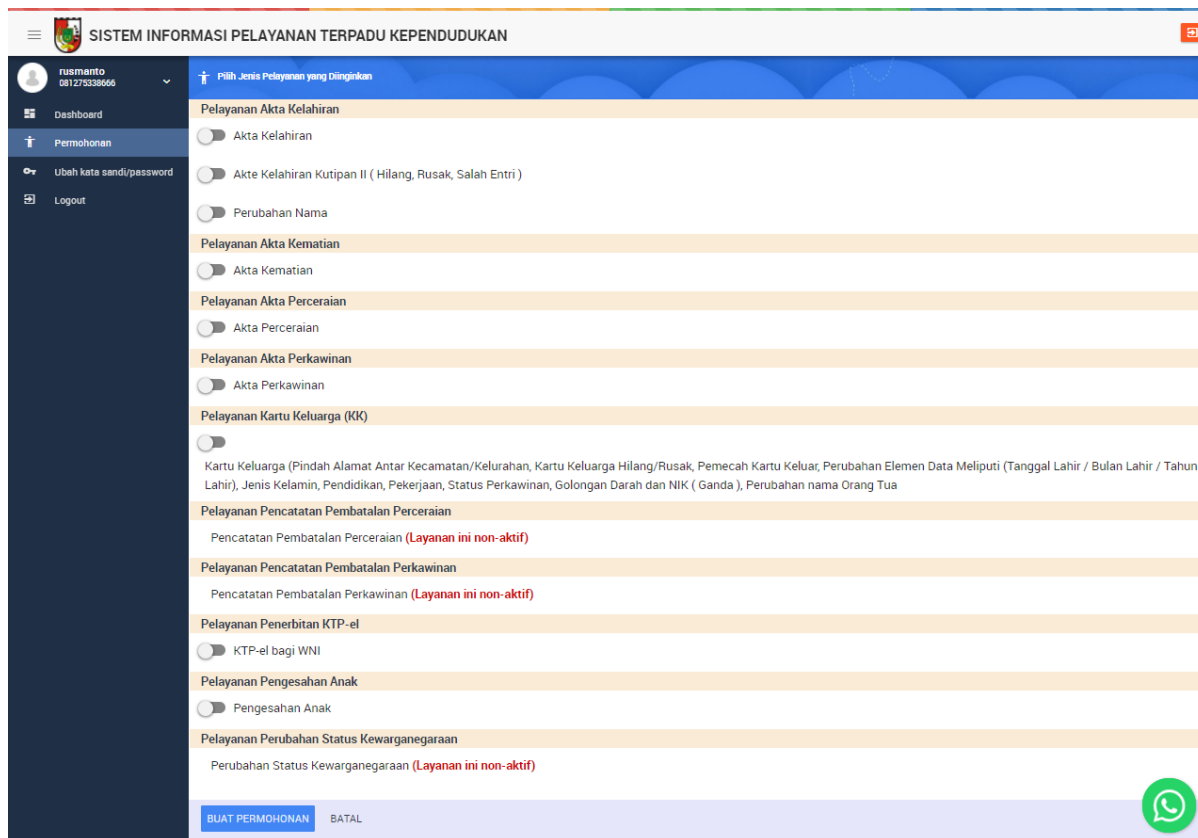 SISTEM INFORMASI PELAYANAN TERPADU KEPENDUDUKAN
rusmanto
081275338666
Dashboard
Permohonan
Ubah kata sandi/password
Logout
Pilih Jenis Pelayanan yang Diinginkan
Pelayanan Akta Kelahiran
Akta Kelahiran
Akte Kelahiran Kutipan II ( Hilang, Rusak, Salah Entri )
Perubahan Nama
Pelayanan Akta Kematian
Akta Kematian
Pelayanan Akta Perceraian
Akta Perceraian
Pelayanan Akta Perkawinan
Akta Perkawinan
Pelayanan Kartu Keluarga (KK)
Kartu Keluarga (Pindah Alamat Antar Kecamatan/Kelurahan, Kartu Keluarga Hilang/Rusak, Pemecah Kartu Keluar, Perubahan Elemen Data Meliputi (Tanggal Lahir / Bulan Lahir / Tahun
Lahir), Jenis Kelamin, Pendidikan, Pekerjaan, Status Perkawinan, Golongan Darah dan NIK ( Ganda ), Perubahan nama Orang Tua
Pelayanan Pencatatan Pembatalan Perceraian
Pencatatan Pembatalan Perceraian (Layanan ini non-aktif)
Pelayanan Pencatatan Pembatalan Perkawinan
Pencatatan Pembatalan Perkawinan (Layanan ini non-aktif)
Pelayanan Penerbitan KTP-el
KTP-el bagi WNI
Pelayanan Pengesahan Anak
Pengesahan Anak
Pelayanan Perubahan Status Kewarganegaraan
Perubahan Status Kewarganegaraan (Layanan ini non-aktif)
BUAT PERMOHONAN
BATAL